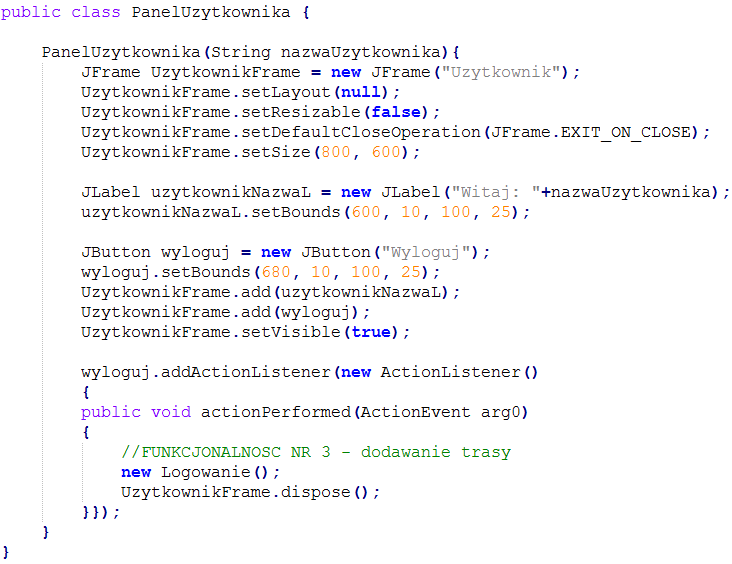 public class PanelUzytkownika {
PanelUzytkownika(String nazwaUzytkownika){
JFrame UzytkownikFrame = new JFrame("Uzytkownik");
UzytkownikFrame.setLayout(null);
UzytkownikFrame.setResizable(false);
UzytkownikFrame.setDefaultCloseOperation(JFrame.EXIT_ON_CLOSE);
UzytkownikFrame.setSize(800, 600);
JLabel uzytkownikNazwaL = new JLabel("Witaj: "+nazwaUzytkownika);
uzytkownikNazwaL.setBounds(600, 10, 100, 25);
JButton wyloguj = new JButton("Wyloguj");
wyloguj.setBounds(680, 10, 100, 25);
UzytkownikFrame.add(uzytkownikNazwaL);
UzytkownikFrame.add(wyloguj);
UzytkownikFrame.setVisible(true);
wyloguj.addActionListener(new ActionListener()
{
public void actionPerformed(ActionEvent arg0)
{
//FUNKCJONALNOSC NR 3 - dodawanie trasy
new Logowanie();
UzytkownikFrame.dispose();
}});
}
}